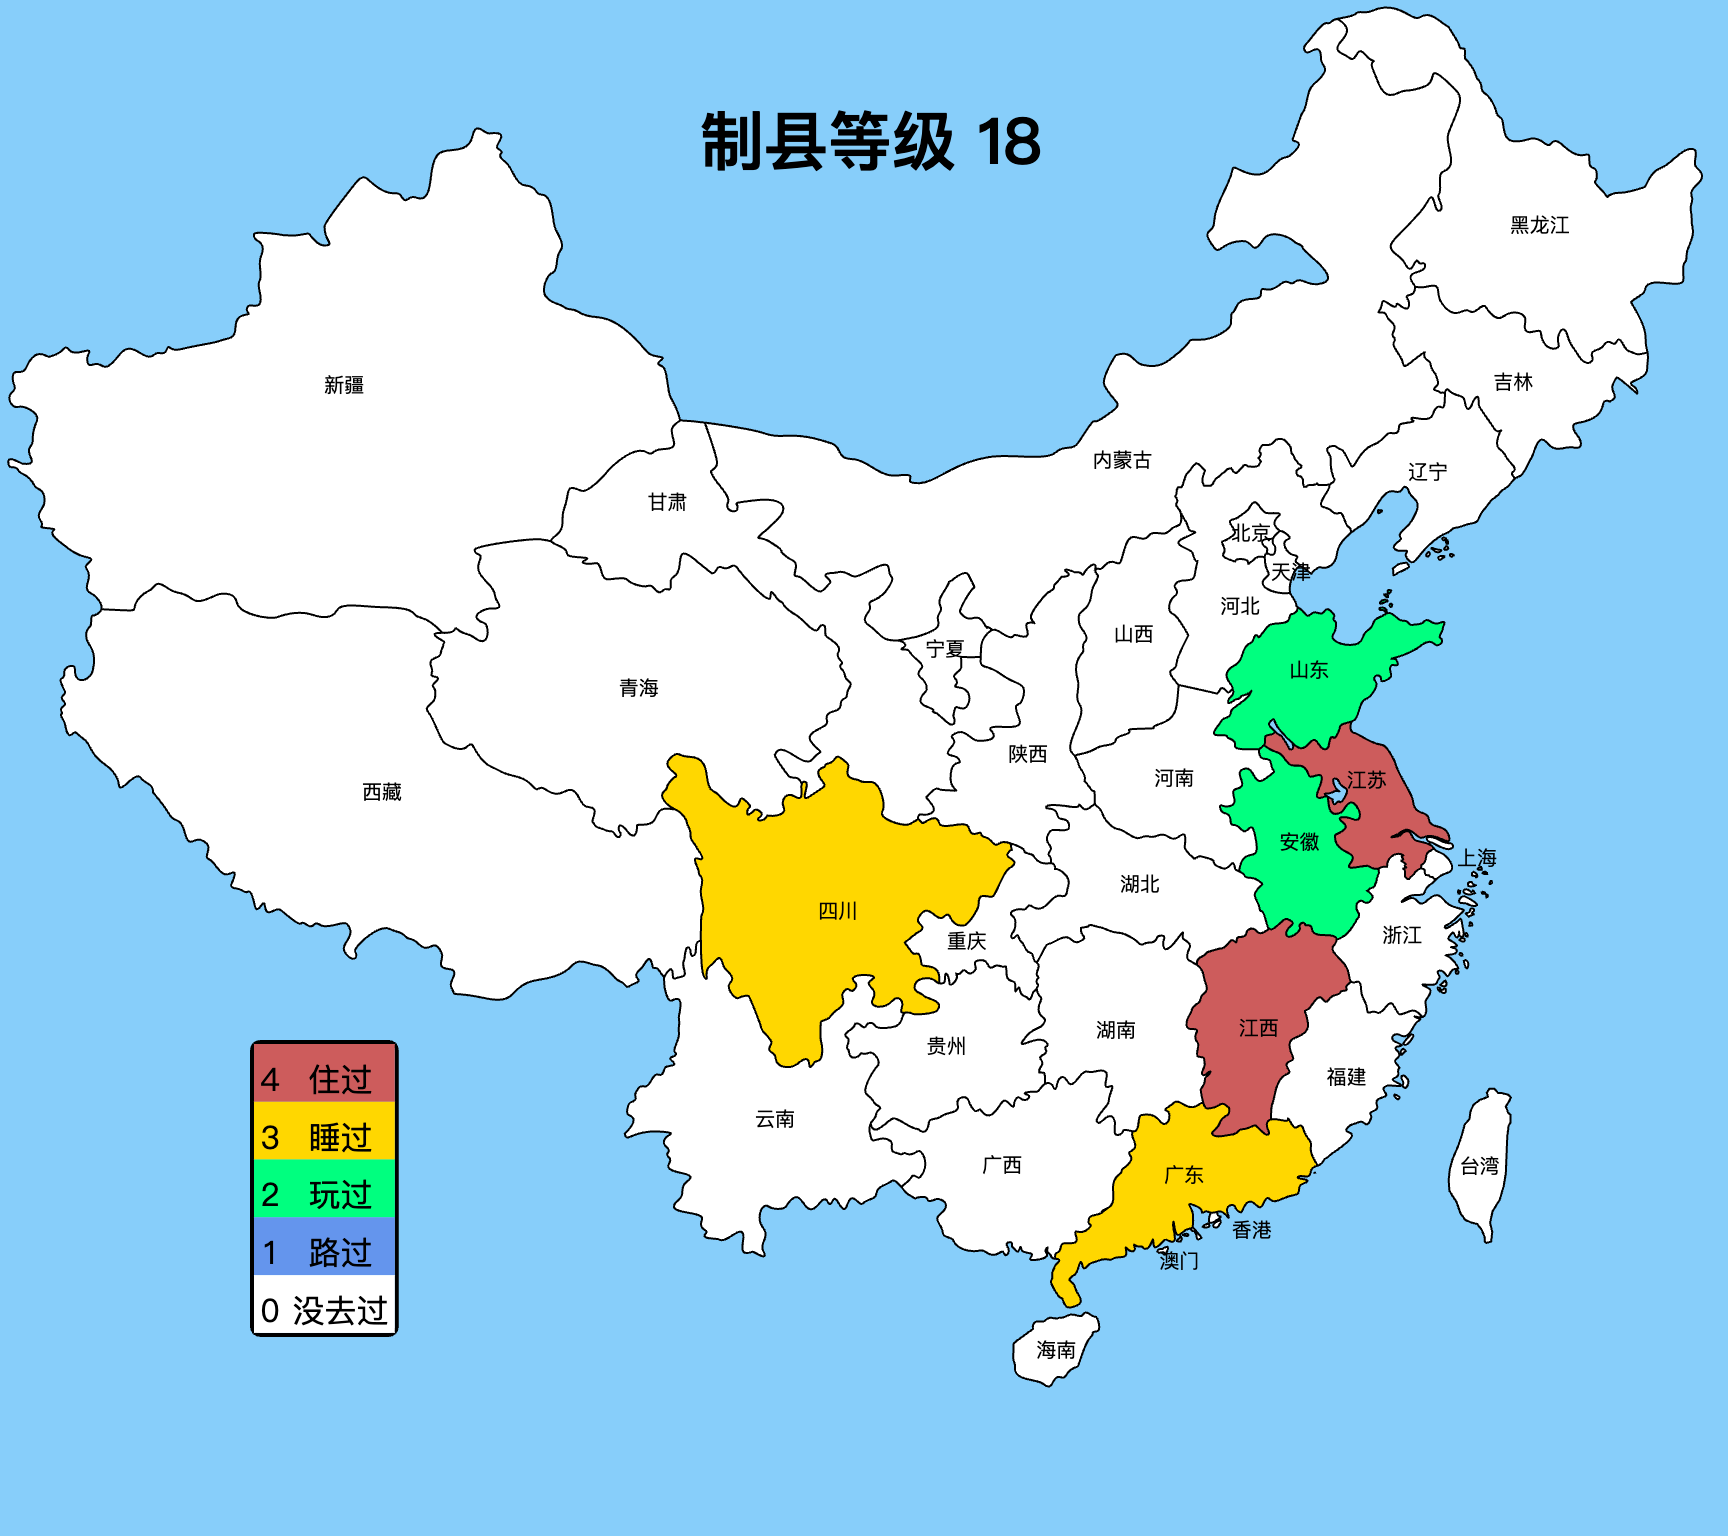 制县等级 18
黑龙江
新疆
吉林
内蒙古
辽宁
甘肃
北京
天津
河北
山西
宁夏
山东
青海
陕西
河南
江苏
西藏
安徽
上海
湖北
四川
浙江
重庆
江西
湖南
贵州
福建
云南
广西
台湾
广东
香港
澳门
海南
4 住过
3 睡过
2 玩过
1 路过
0 没去过